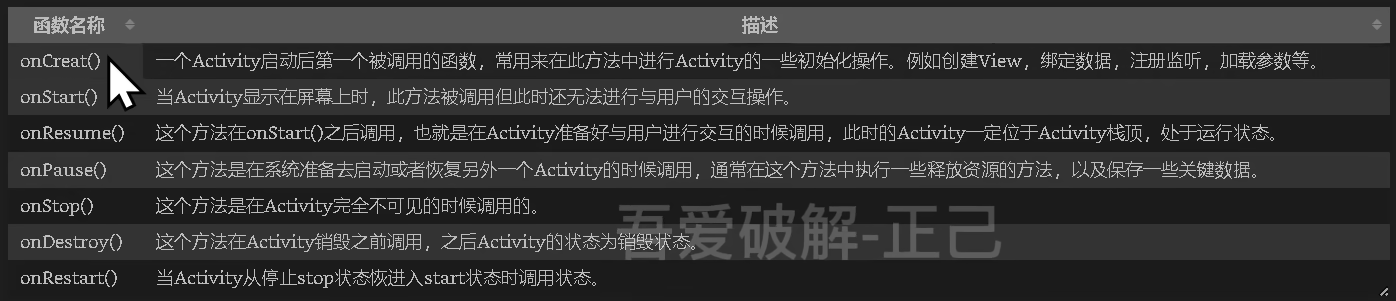 函数名称 描述
onCreat() 一个Activity启动后第一个被调用的函数，常用来在此方法中进行Activity的一些初始化操作。例如创建View，绑定数据，注册监听，加载参数等。
onStart() 当Activity显示在屏幕上时，此方法被调用但此时还无法进行与用户的交互操作。
onResume() 这个方法在onStart()之后调用，也就是在Activity准备好与用户进行交互的时候调用，此时的Activity一定位于Activity栈顶，处于运行状态。
onPause() 这个方法是在系统准备去启动或者恢复另外一个Activity的时候调用，通常在这个方法中执行一些释放资源的方法，以及保存一些关键数据。
onStop() 这个方法是在Activity完全不可见的时候调用的。
onDestroy() 这个方法在Activity销毁之前调用，之后Activity的状态为销毁状态。
onRestart() 当Activity从停止stop状态恢进入start状态时调用状态。
吾爱破解-正己